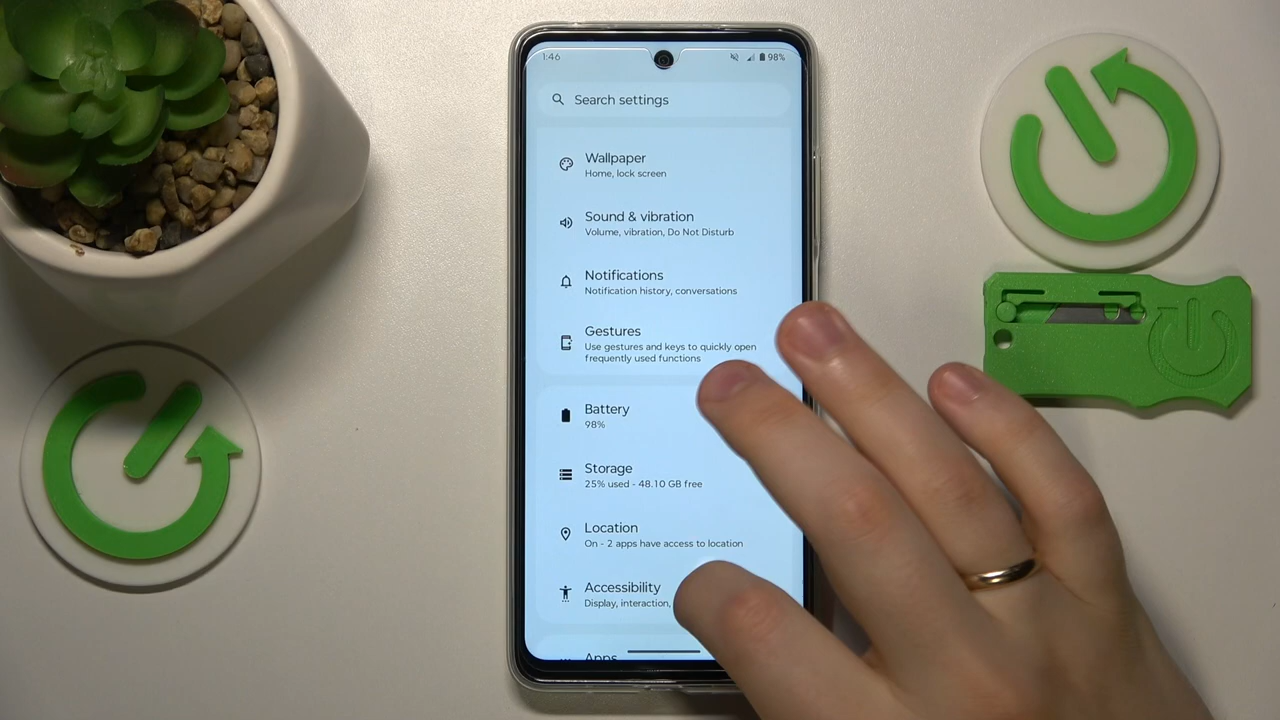 1:46
98%
Search settings
Wallpaper
Home, lock screen
Sound & vibration
Volume, vibration, Do Not Disturb
Notifications
Notification history, conversations
Gestures
Use gestures and keys to quickly open
frequently used functions
Battery
98%
Storage
25% used - 48.10 GB free
Location
On - 2 apps have access to location
Accessibility
Display, interaction,
Apps